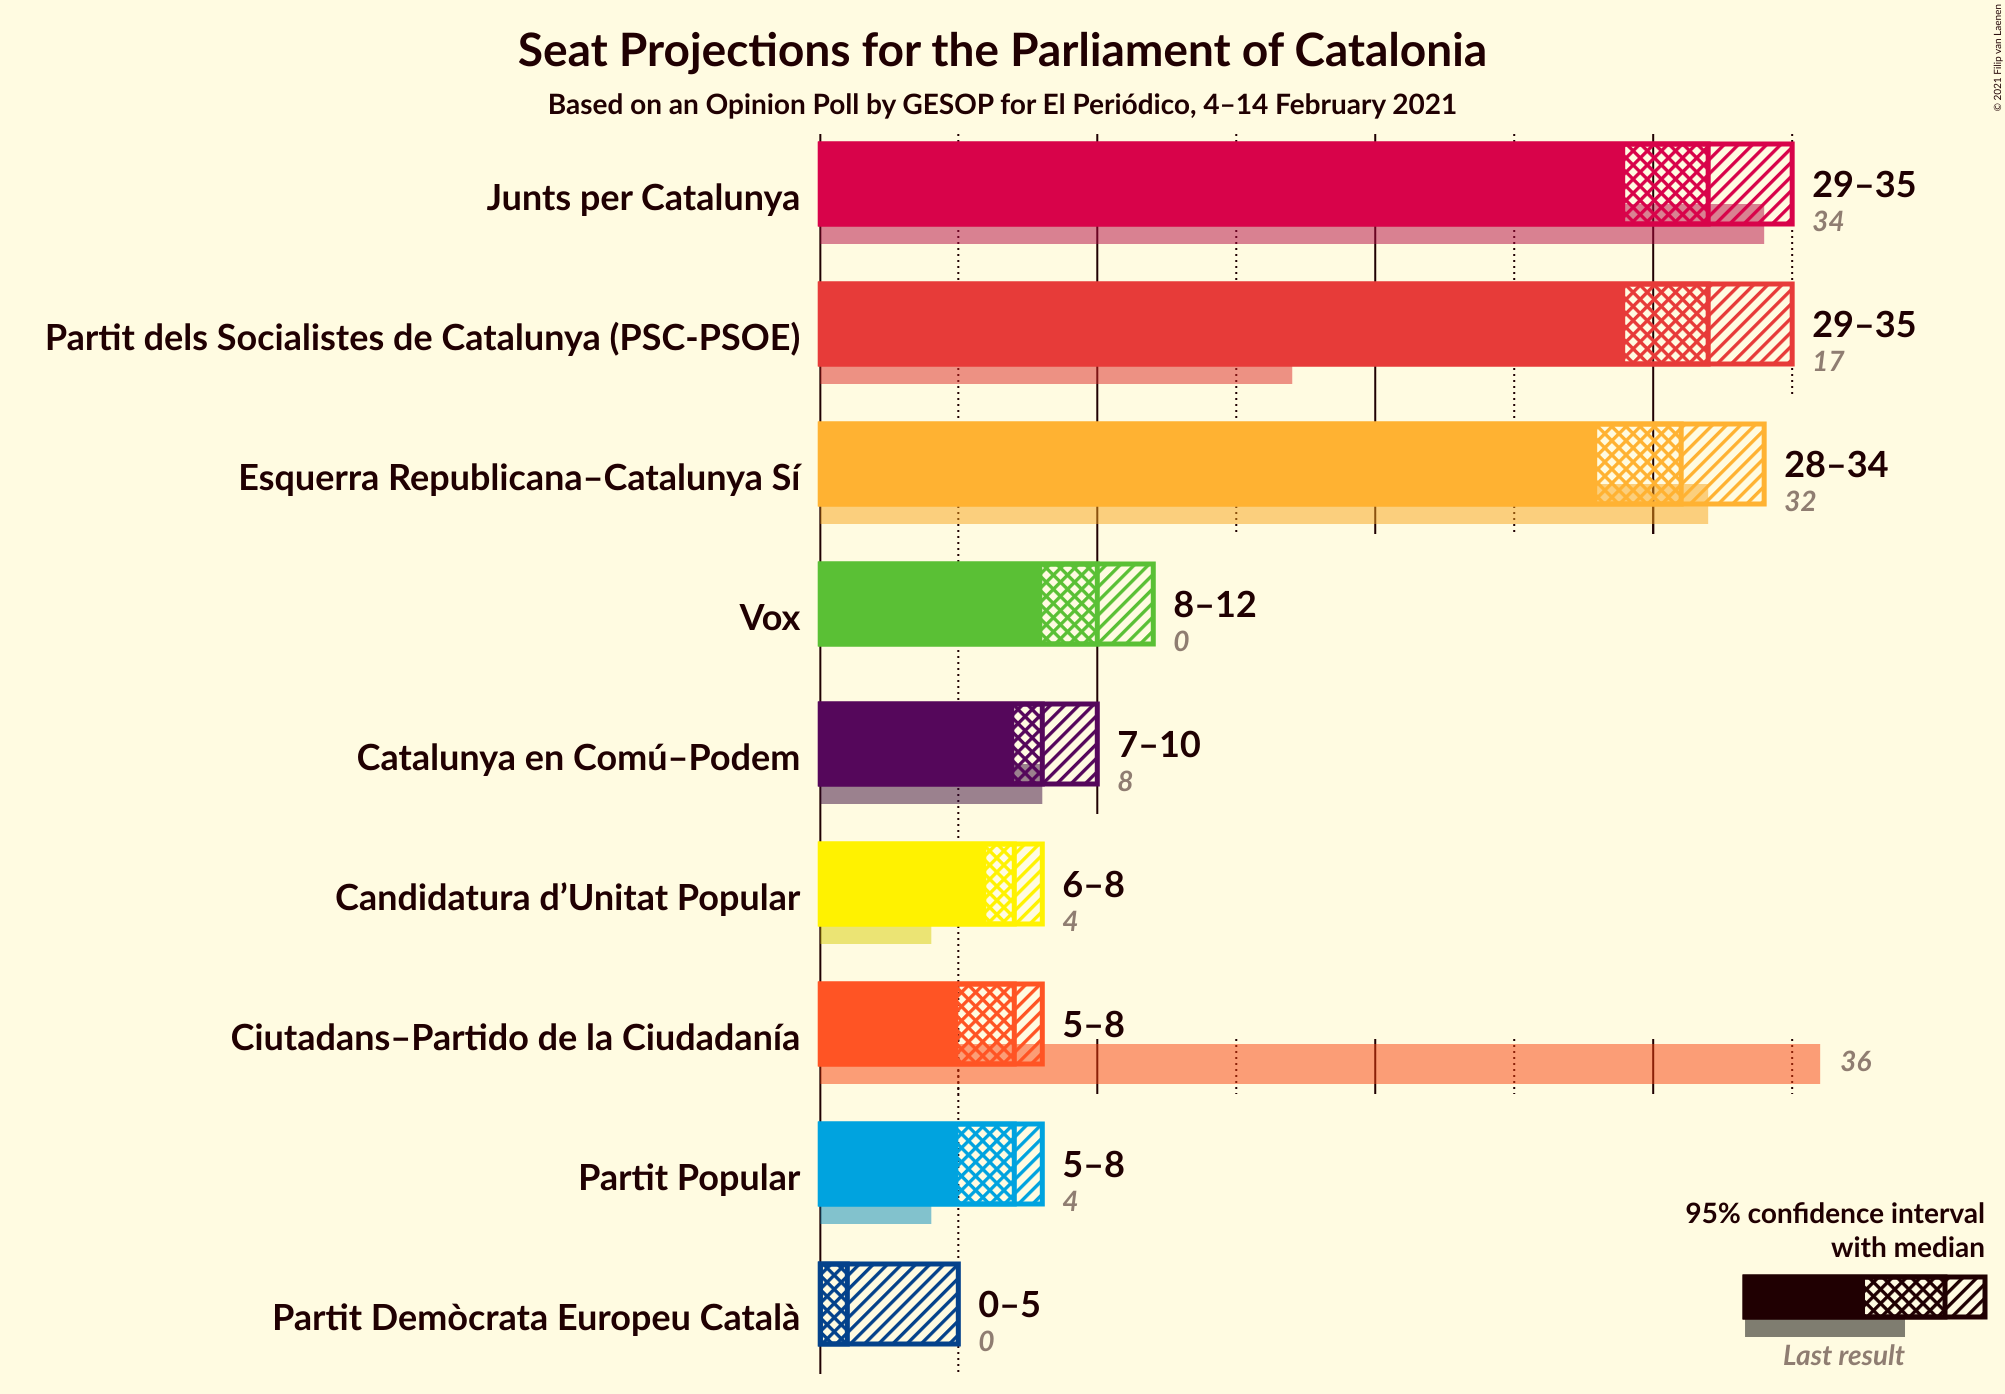 Seat Projections for the Parliament of Catalonia
Based on an Opinion Poll by GESOP for El Periódico, 4–14 February 2021
© 2021 Filip van Laenen
Junts per Catalunya
29–35
34
Partit dels Socialistes de Catalunya (PSC-PSOE)
29–35
17
Esquerra Republicana–Catalunya Sí
28–34
32
Vox
8–12
0
Catalunya en Comú–Podem
7–10
8
Candidatura d’Unitat Popular
6–8
4
Ciutadans–Partido de la Ciudadanía
5–8
36
Partit Popular
5–8
4
Partit Demòcrata Europeu Català
0–5
0
95% confidence interval
with median
Last result